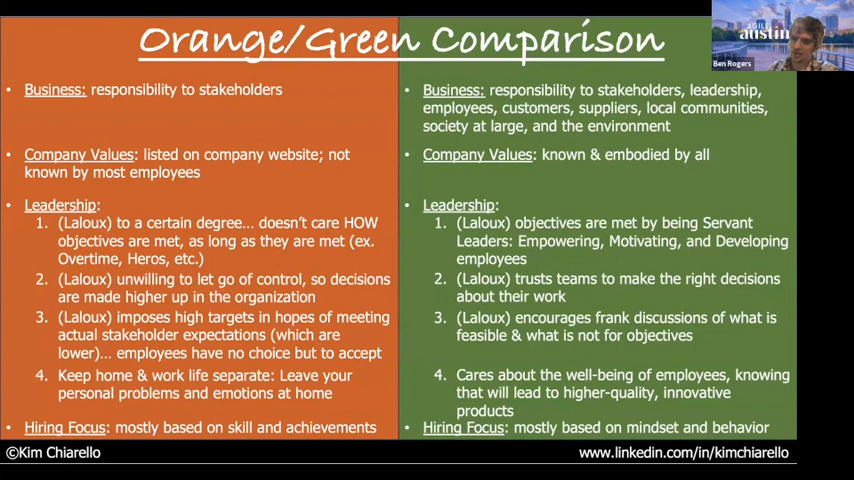 Orange/Green Comparison
AGILE
austin
Ben Rogers
• Business: responsibility to stakeholders
• Company Values: listed on company website; not
known by most employees
• Leadership:
1. (Laloux) to a certain degree... doesn't care HOW
objectives are met, as long as they are met (ex.
Overtime, Heros, etc.)
2. (Laloux) unwilling to let go of control, so decisions
are made higher up in the organization
3. (Laloux) imposes high targets in hopes of meeting
actual stakeholder expectations (which are
lower)... employees have no choice but to accept
4. Keep home & work life separate: Leave your
personal problems and emotions at home
• Hiring Focus: mostly based on skill and achievements
• Business: responsibility to stakeholders, leadership,
employees, customers, suppliers, local communities,
society at large, and the environment
• Company Values: known & embodied by all
• Leadership:
1. (Laloux) objectives are met by being Servant
Leaders: Empowering, Motivating, and Developing
employees
2. (Laloux) trusts teams to make the right decisions
about their work
3. (Laloux) encourages frank discussions of what is
feasible & what is not for objectives
4. Cares about the well-being of employees, knowing
that will lead to higher-quality, innovative
products
• Hiring Focus: mostly based on mindset and behavior
©Kim Chiarello
www.linkedin.com/in/kimchiarello